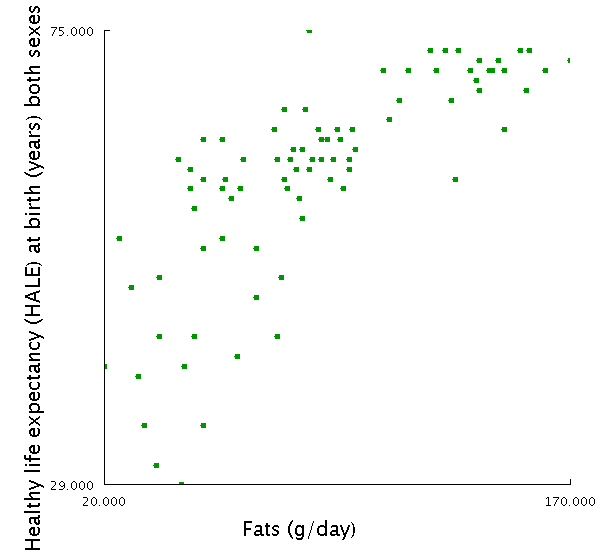 Healthy life expectancy (HALE) at birth (years) both sexes
75.000
29.000
20.000
170.000
Fats (g/day)